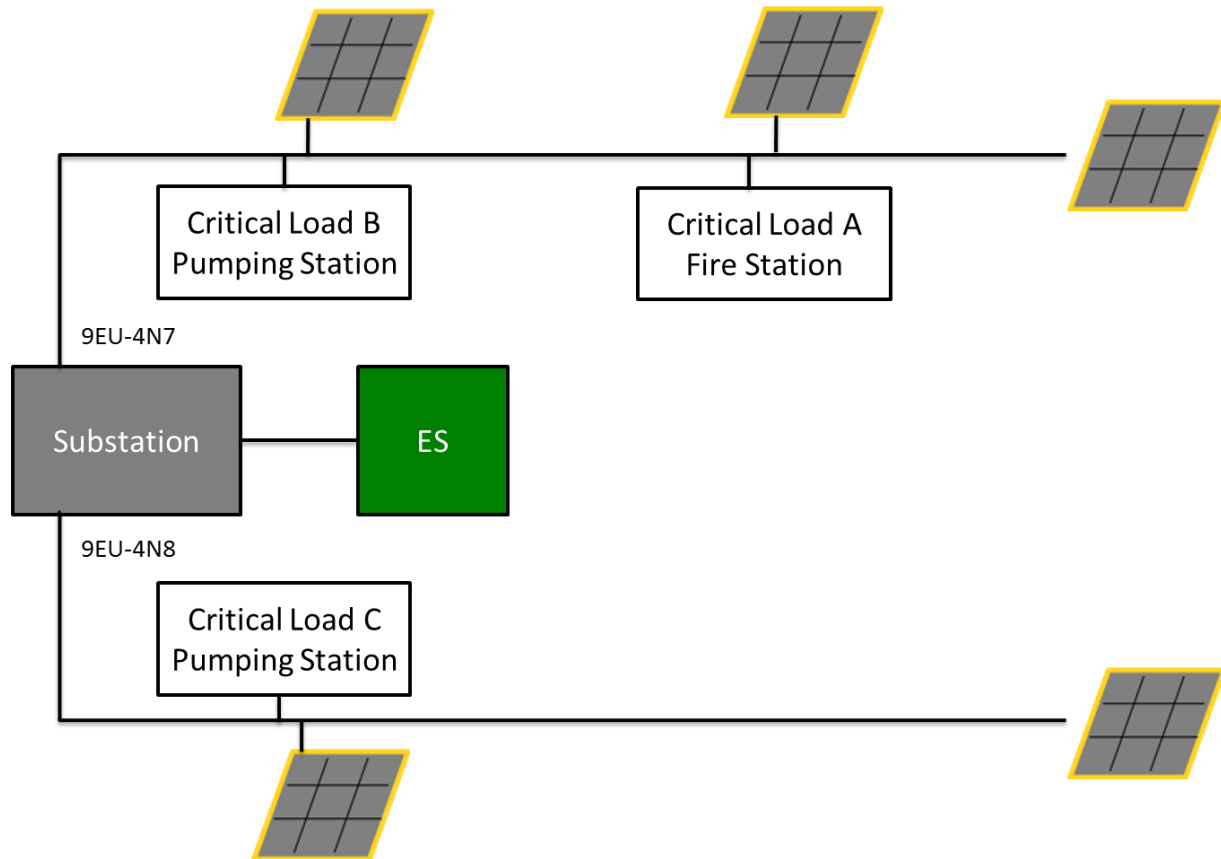 Critical Load B
Pumping Station
Critical Load A
Fire Station
9EU-4N7
Substation
ES
9EU-4N8
Critical Load C
Pumping Station